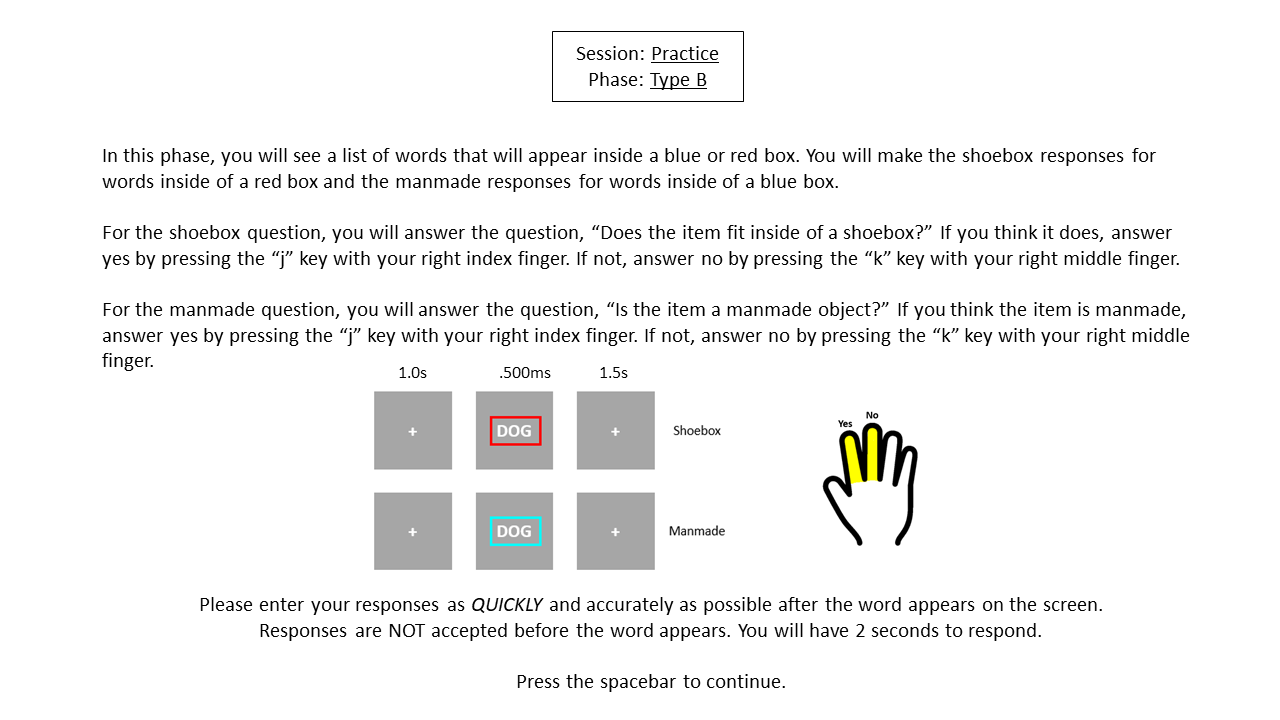 Session: Practice
Phase: Type B
In this phase, you will see a list of words that will appear inside a blue or red box. You will make the shoebox responses for
words inside of a red box and the manmade responses for words inside of a blue box.
For the shoebox question, you will answer the question, “Does the item fit inside of a shoebox?” If you think it does, answer
yes by pressing the “j” key with your right index finger. If not, answer no by pressing the “k” key with your right middle finger.
For the manmade question, you will answer the question, “Is the item a manmade object?” If you think the item is manmade,
answer yes by pressing the “j” key with your right index finger. If not, answer no by pressing the “k” key with your right middle
finger.
1.0s .500ms 1.5s
+ DOG + Shoebox
Yes No
+ DOG + Manmade
Please enter your responses as QUICKLY and accurately as possible after the word appears on the screen.
Responses are NOT accepted before the word appears. You will have 2 seconds to respond.
Press the spacebar to continue.